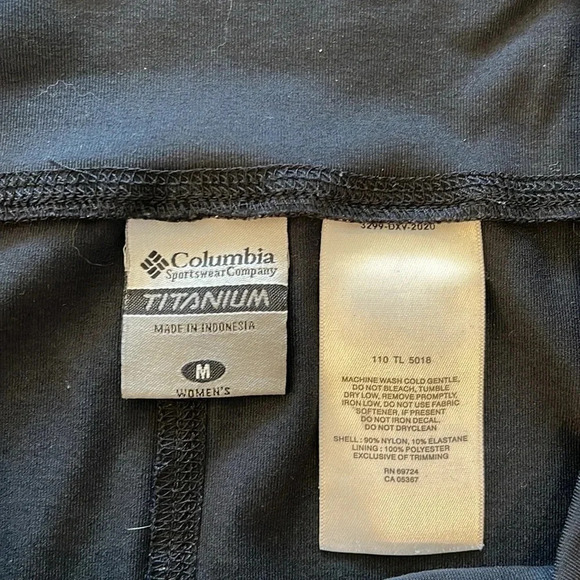 Columbia
Sportswear Company
TITANIUM
MADE IN INDONESIA
M
WOMEN'S
3299-DXV-2020
110 TL 5018
MACHINE WASH COLD GENTLE,
DO NOT BLEACH, TUMBLE
DRY LOW, REMOVE PROMPTLY,
IRON LOW, DO NOT USE FABRIC
SOFTENER, IF PRESENT
DO NOT IRON DECAL,
DO NOT DRYCLEAN
SHELL : 90% NYLON, 10% ELASTANE
LINING : 100% POLYESTER
EXCLUSIVE OF TRIMMING
RN 69724
CA 05367